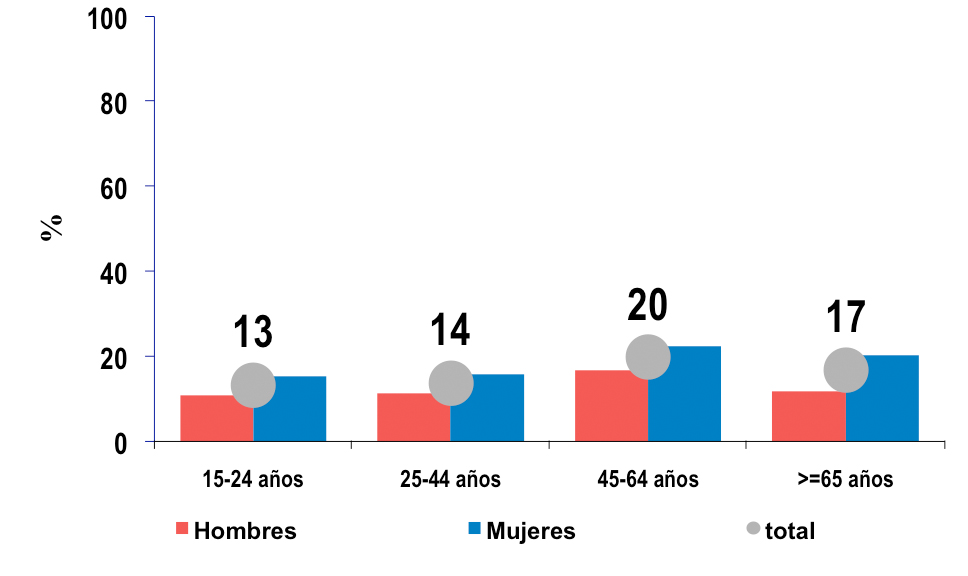 100
80
60
40
20
0
%
13
14
20
17
15-24 años
25-44 años
45-64 años
>=65 años
Hombres
Mujeres
total